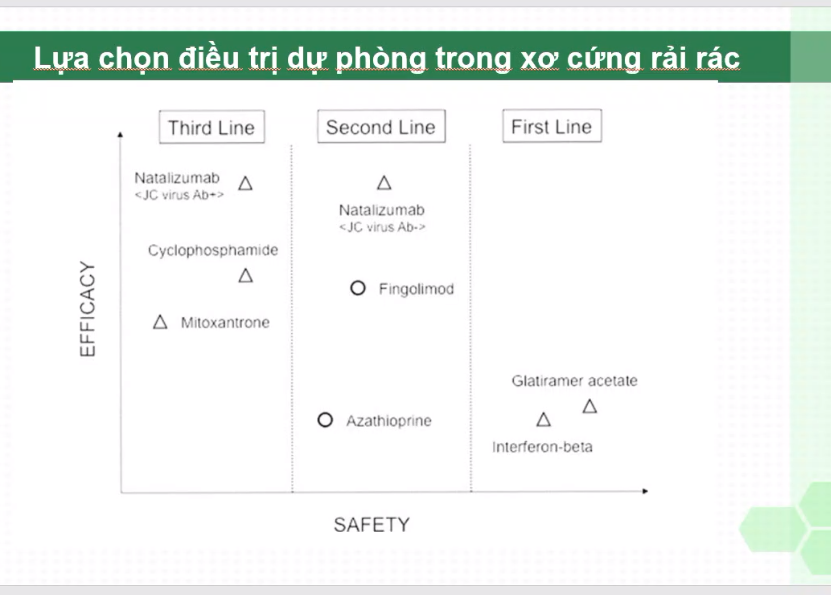 Lựa chọn điều trị dự phòng trong xơ cứng rải rác
Third Line
Second Line
First Line
Natalizumab
<JC virus Ab+>
Natalizumab
<JC virus Ab->
Cyclophosphamide
Fingolimod
Mitoxantrone
Glatiramer acetate
Azathioprine
Interferon-beta
EFFICACY
SAFETY